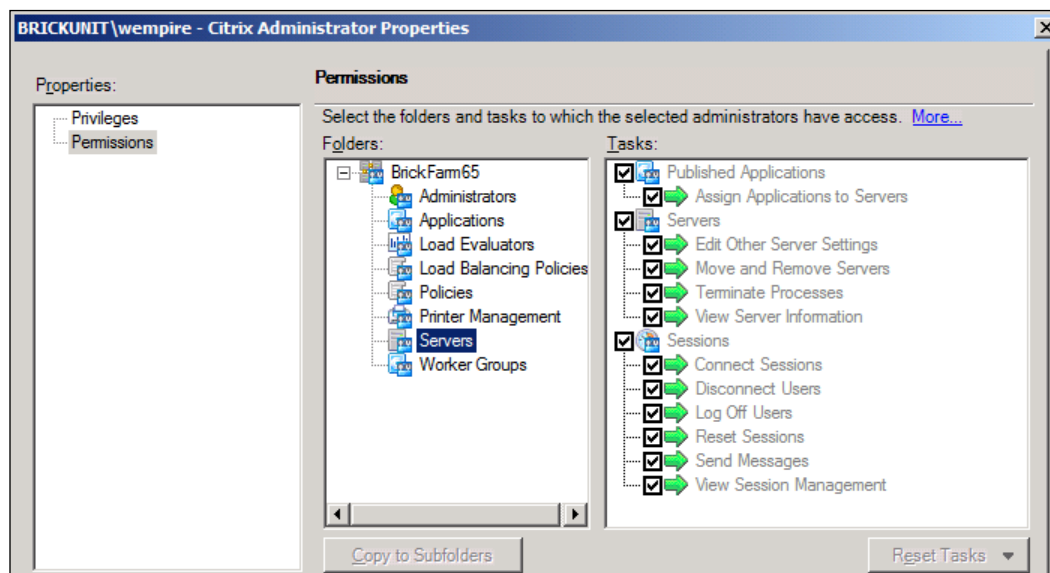 BRICKUNIT\wempire - Citrix Administrator Properties
Properties:
Privileges
Permissions
Permissions
Select the folders and tasks to which the selected administrators have access. More...
Folders:
BrickFarm65
Administrators
Applications
Load Evaluators
Load Balancing Policies
Policies
Printer Management
Servers
Worker Groups
Copy to Subfolders
Tasks:
Published Applications
Assign Applications to Servers
Servers
Edit Other Server Settings
Move and Remove Servers
Terminate Processes
View Server Information
Sessions
Connect Sessions
Disconnect Users
Log Off Users
Reset Sessions
Send Messages
View Session Management
Reset Tasks